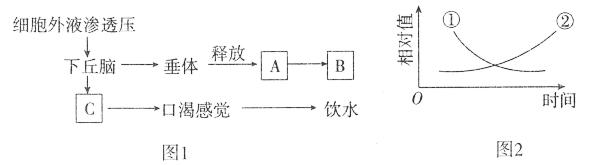 细胞外液渗透压
下丘脑 垂体 释放 A B
C 口渴感觉 饮水
图1
① ②
相对值
O 时间
图2